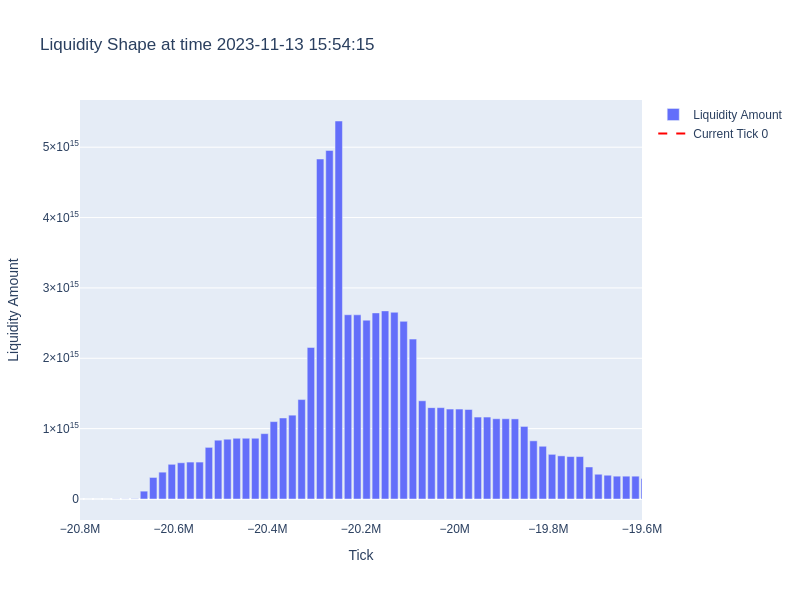 Liquidity Shape at time 2023-11-13 15:54:15
Liquidity Amount
Current Tick 0
5×10¹⁵
4×10¹⁵
3×10¹⁵
2×10¹⁵
1×10¹⁵
0
Liquidity Amount
−20.8M −20.6M −20.4M −20.2M −20M −19.8M −19.6M
Tick